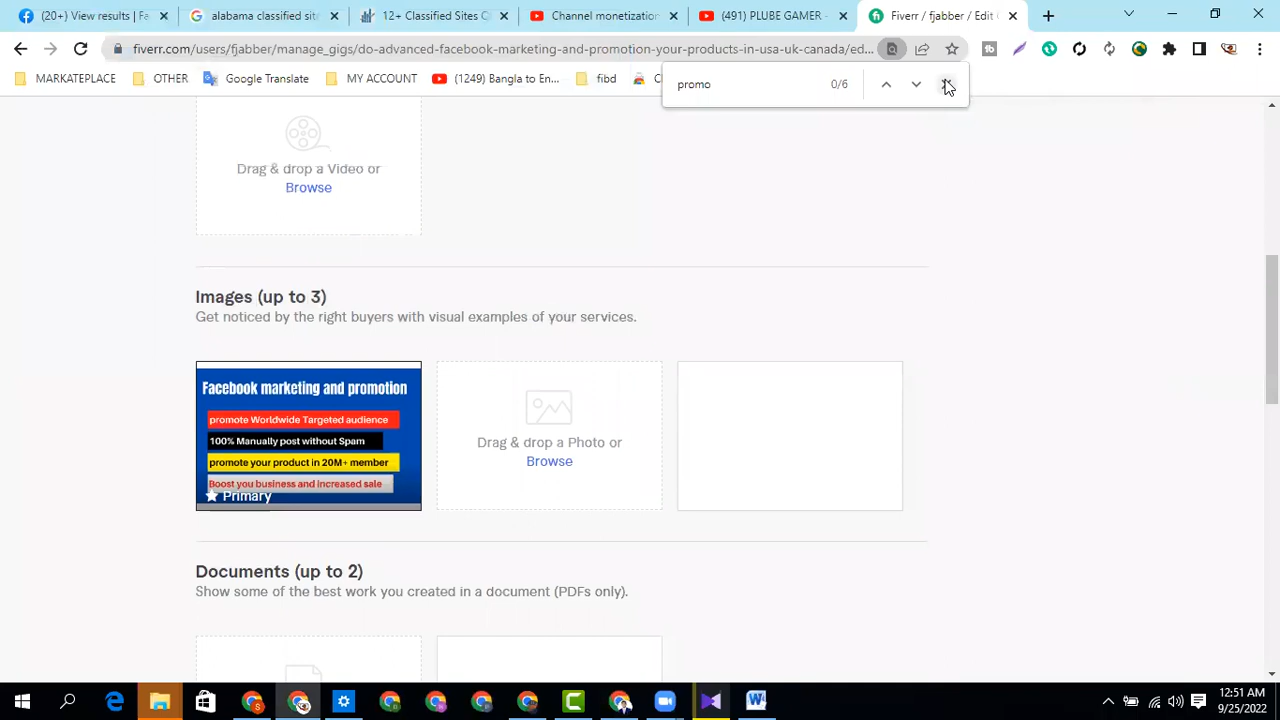 (20+) View results | Fa
alabama classified sit
12+ Classified Sites
Channel monetization
(491) PLUBE GAMER -
Fiverr / fjabber / Edit
fiverr.com/users/fjabber/manage_gigs/do-advanced-facebook-marketing-and-promotion-your-products-in-usa-uk-canada/ed...
MARKATEPLACE
OTHER
Google Translate
MY ACCOUNT
(1249) Bangla to En...
fibd
promo
0/6
Drag & drop a Video or
Browse
Images (up to 3)
Get noticed by the right buyers with visual examples of your services.
Facebook marketing and promotion
promote Worldwide Targeted audience
100% Manually post without Spam
promote your product in 20M+ member
Boost you business and increased sale
Primary
Drag & drop a Photo or
Browse
Documents (up to 2)
Show some of the best work you created in a document (PDFs only).
12:51 AM
9/25/2022